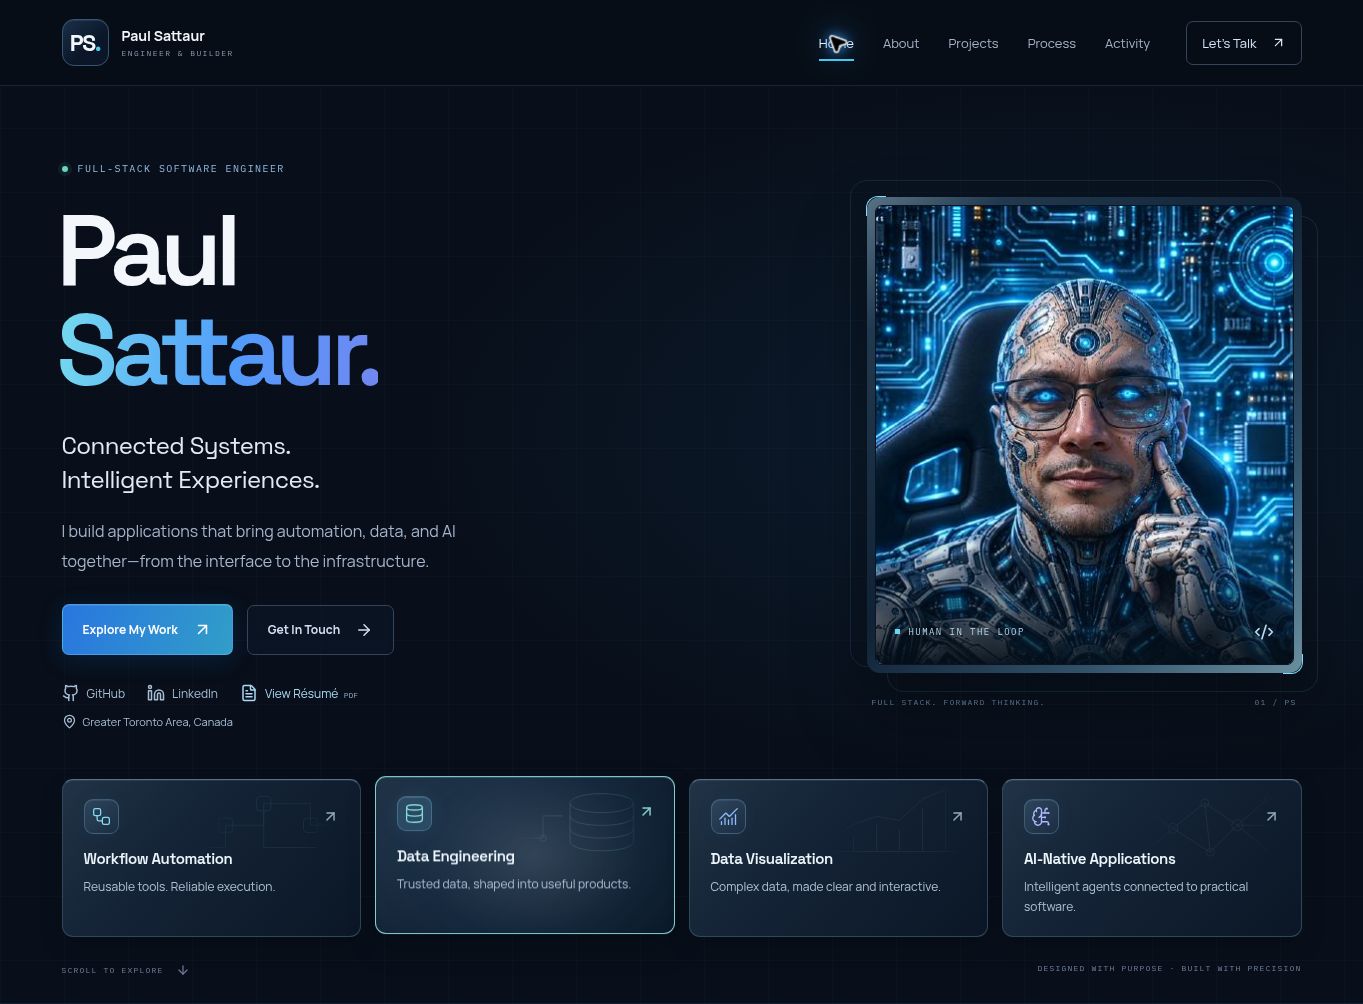 PS.
Paul Sattaur
ENGINEER & BUILDER
Home
About
Projects
Process
Activity
Let's Talk
FULL-STACK SOFTWARE ENGINEER
Paul
Sattaur.
Connected Systems.
Intelligent Experiences.
I build applications that bring automation, data, and AI
together—from the interface to the infrastructure.
Explore My Work
Get In Touch
GitHub
LinkedIn
View Résumé PDF
Greater Toronto Area, Canada
HUMAN IN THE LOOP
FULL STACK. FORWARD THINKING.
01 / PS
Workflow Automation
Reusable tools. Reliable execution.
Data Engineering
Trusted data, shaped into useful products.
Data Visualization
Complex data, made clear and interactive.
AI-Native Applications
Intelligent agents connected to practical
software.
SCROLL TO EXPLORE
DESIGNED WITH PURPOSE · BUILT WITH PRECISION